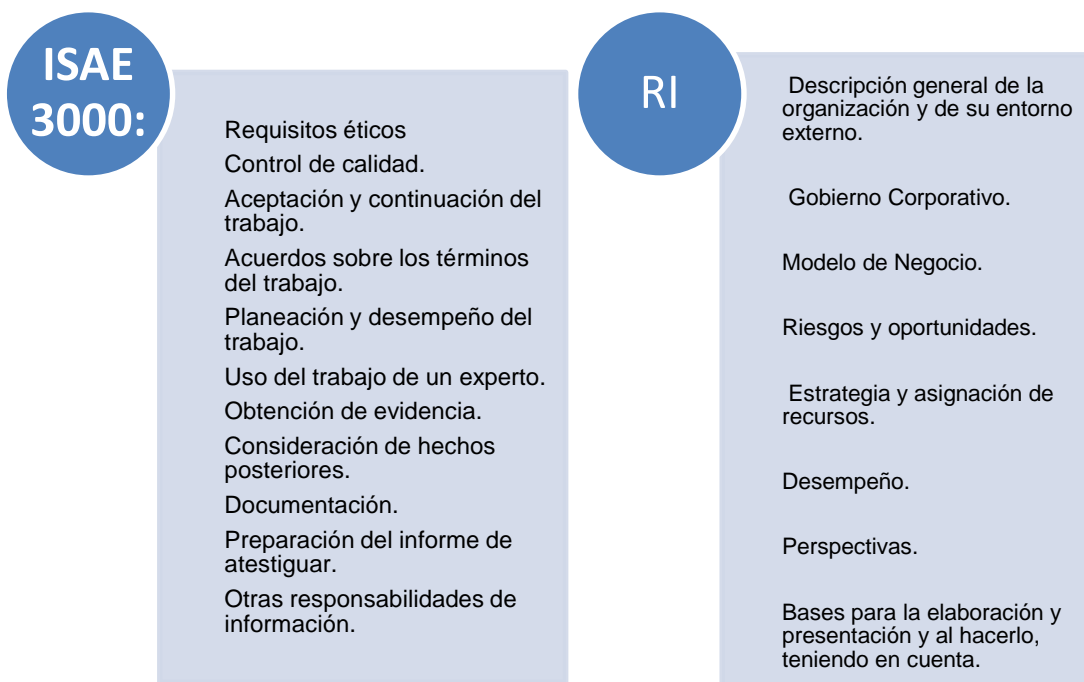 ISAE
3000:
Requisitos éticos
Control de calidad.
Aceptación y continuación del
trabajo.
Acuerdos sobre los términos
del trabajo.
Planeación y desempeño del
trabajo.
Uso del trabajo de un experto.
Obtención de evidencia.
Consideración de hechos
posteriores.
Documentación.
Preparación del informe de
atestiguar.
Otras responsabilidades de
información.
RI
Descripción general de la
organización y de su entorno
externo.
Gobierno Corporativo.
Modelo de Negocio.
Riesgos y oportunidades.
Estrategia y asignación de
recursos.
Desempeño.
Perspectivas.
Bases para la elaboración y
presentación y al hacerlo,
teniendo en cuenta.